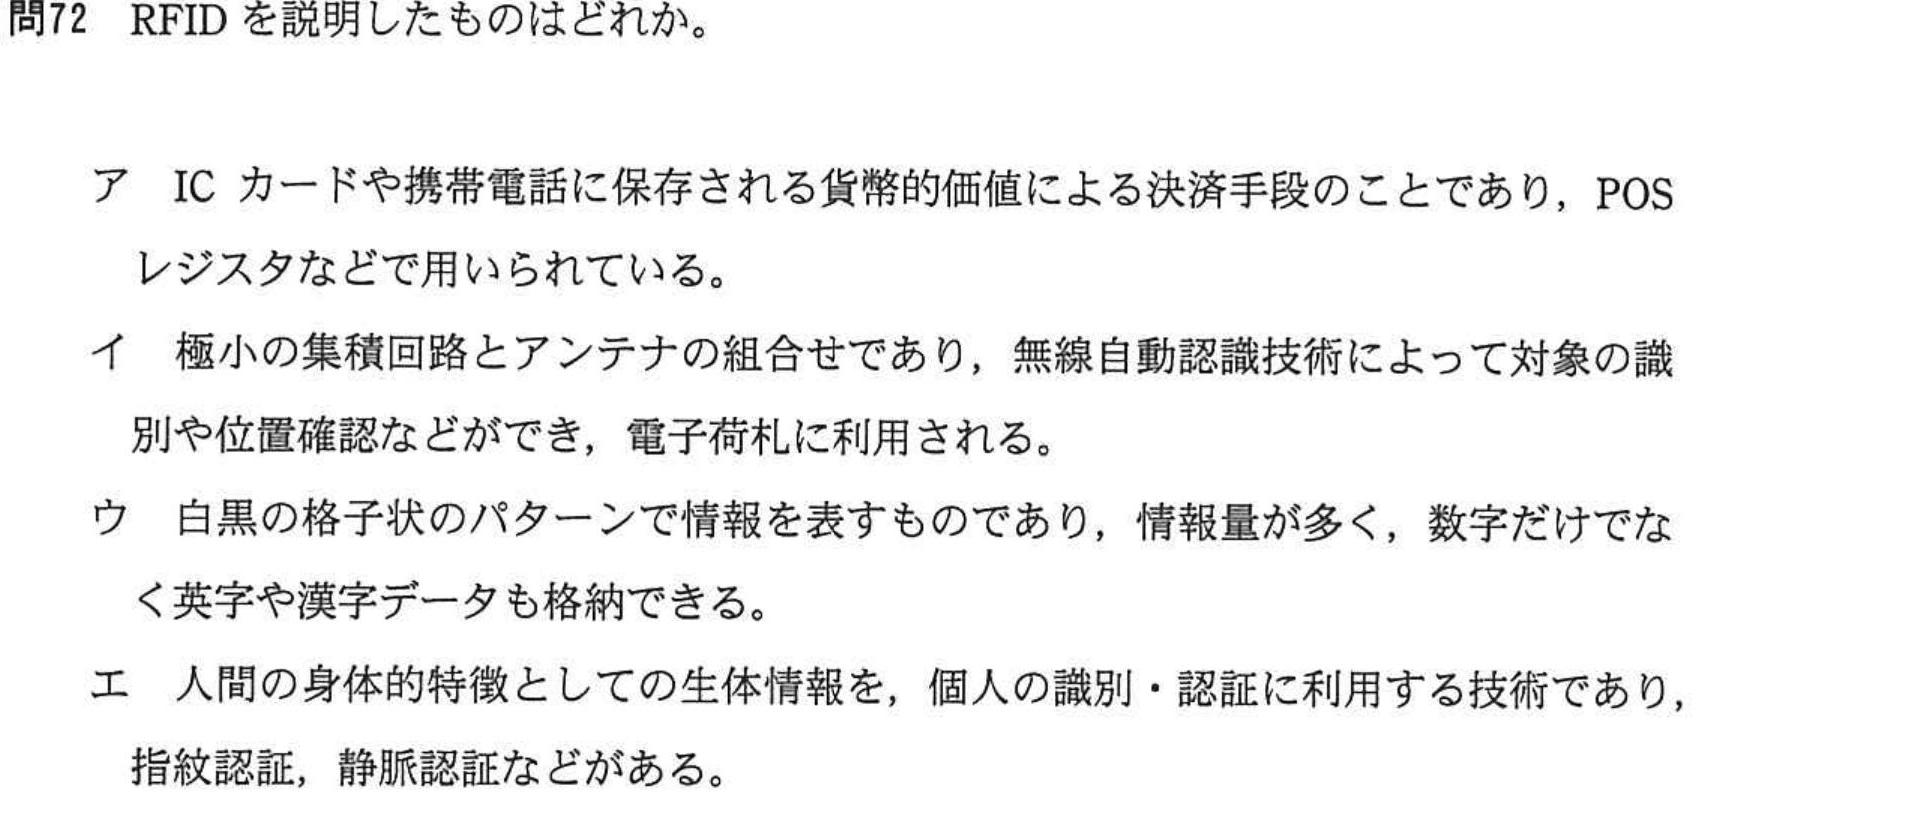 問72　RFID を説明したものはどれか。
ア　IC カードや携帯電話に保存される貨幣的価値による決済手段のことであり，POS
レジスタなどで用いられている。
イ　極小の集積回路とアンテナの組合せであり，無線自動認識技術によって対象の識
別や位置確認などができ，電子荷札に利用される。
ウ　白黒の格子状のパターンで情報を表すものであり，情報量が多く，数字だけでな
く英字や漢字データも格納できる。
エ　人間の身体的特徴としての生体情報を，個人の識別・認証に利用する技術であり，
指紋認証，静脈認証などがある。